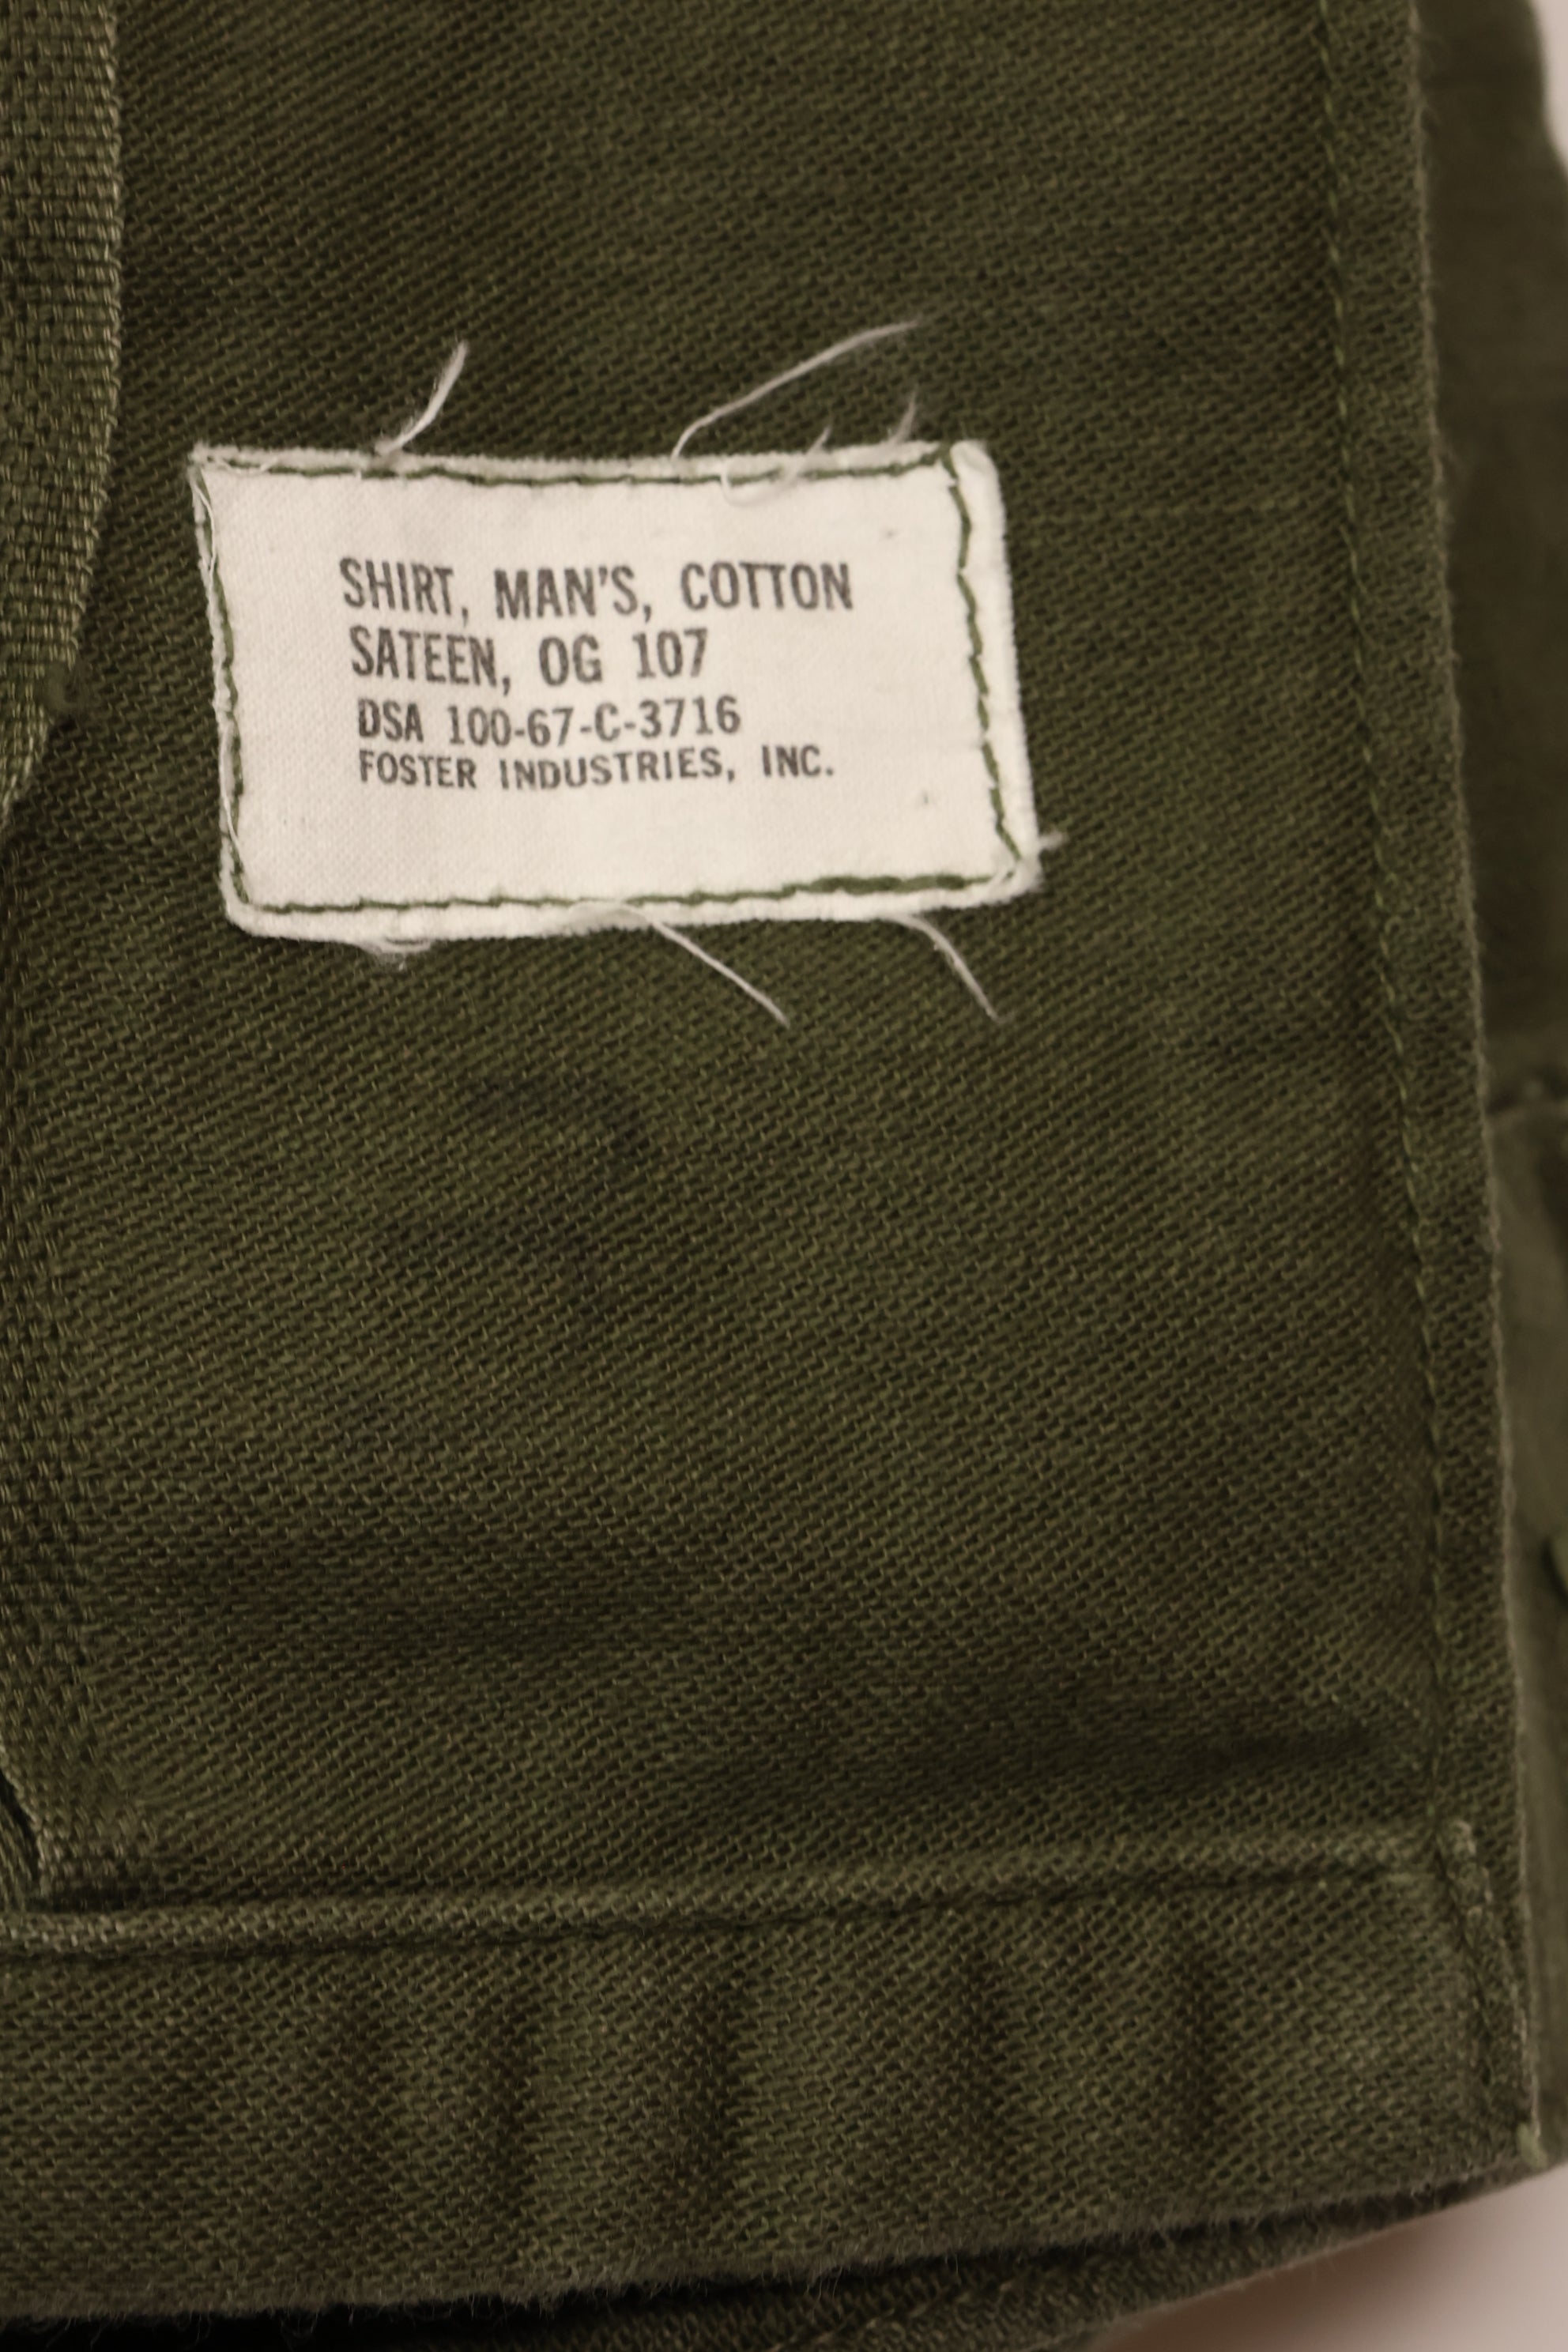 SHIRT, MAN'S, COTTON
SATEEN, OG 107
DSA 100-67-C-3716
FOSTER INDUSTRIES, INC.